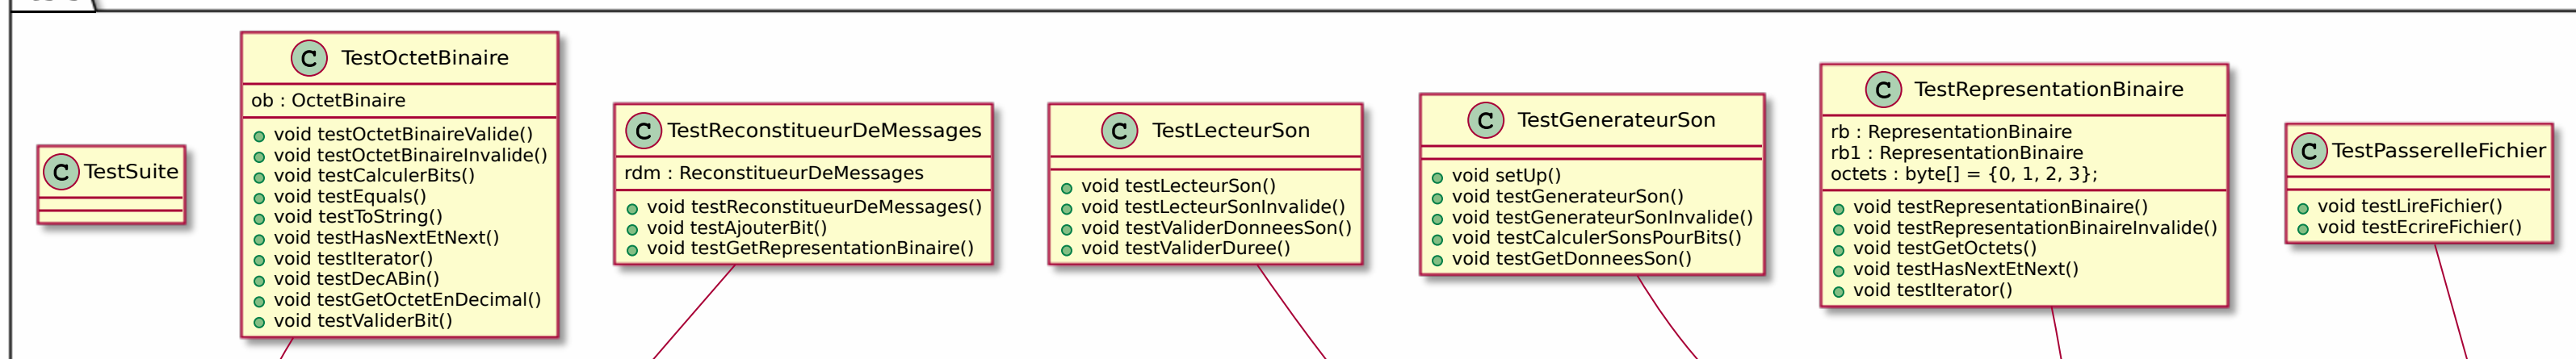 C TestSuite
C TestOctetBinaire
ob : OctetBinaire
void testOctetBinaireValide()
void testOctetBinaireInvalide()
void testCalculerBits()
void testEquals()
void testToString()
void testHasNextEtNext()
void testIterator()
void testDecABin()
void testGetOctetEnDecimal()
void testValiderBit()
C TestReconstitueurDeMessages
rdm : ReconstitueurDeMessages
void testReconstitueurDeMessages()
void testAjouterBit()
void testGetRepresentationBinaire()
C TestLecteurSon
void testLecteurSon()
void testLecteurSonInvalide()
void testValiderDonneesSon()
void testValiderDuree()
C TestGenerateurSon
void setUp()
void testGenerateurSon()
void testGenerateurSonInvalide()
void testCalculerSonsPourBits()
void testGetDonneesSon()
C TestRepresentationBinaire
rb : RepresentationBinaire
rb1 : RepresentationBinaire
octets : byte[] = {0, 1, 2, 3};
void testRepresentationBinaire()
void testRepresentationBinaireInvalide()
void testGetOctets()
void testHasNextEtNext()
void testIterator()
C TestPasserelleFichier
void testLireFichier()
void testEcrireFichier()